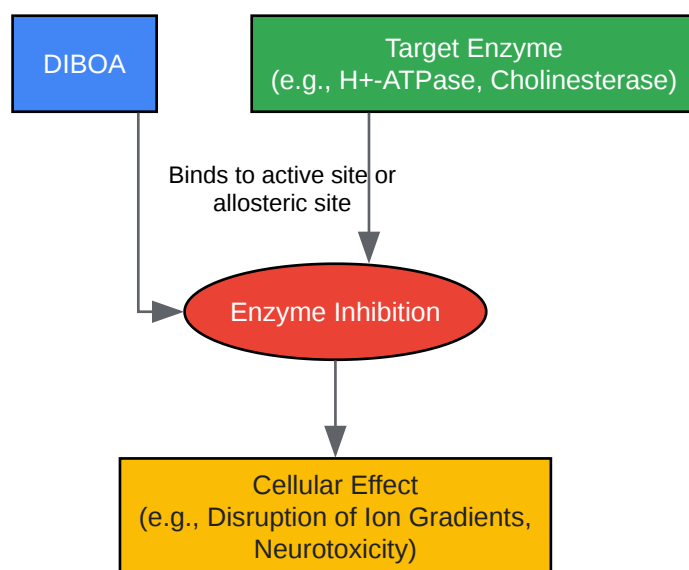 DIBOA
Target Enzyme
(e.g., H+-ATPase, Cholinesterase)
Binds to active site or
allosteric site
Enzyme Inhibition
Cellular Effect
(e.g., Disruption of Ion Gradients,
Neurotoxicity)